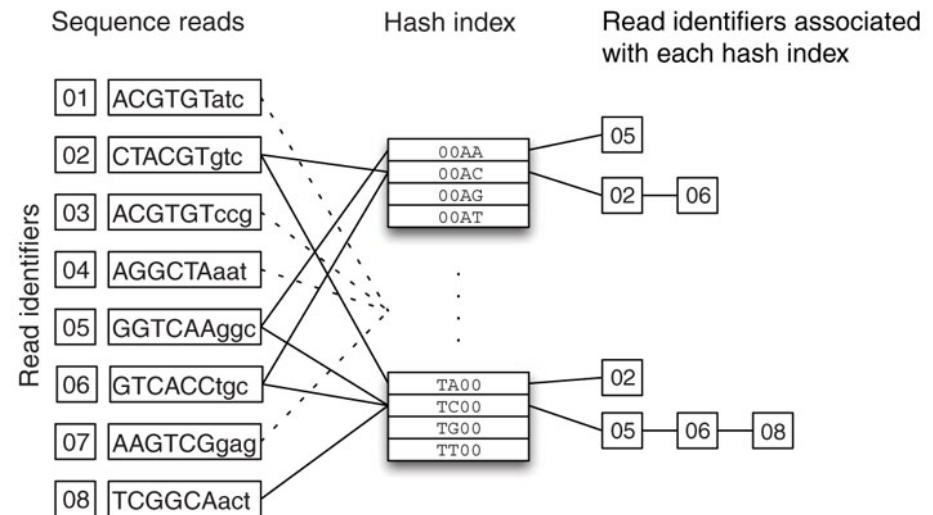 Sequence reads
Hash index
Read identifiers associated
with each hash index
Read identifiers
01 ACGTGTatc
02 CTACGTgtc
03 ACGTGTccg
04 AGGCTAaat
05 GGTCAAggc
06 GTCACCtgc
07 AAGTCGgag
08 TCGGCAact
00AA
00AC
00AG
00AT
TA00
TC00
TG00
TT00
05
02 06
02
05 06 08